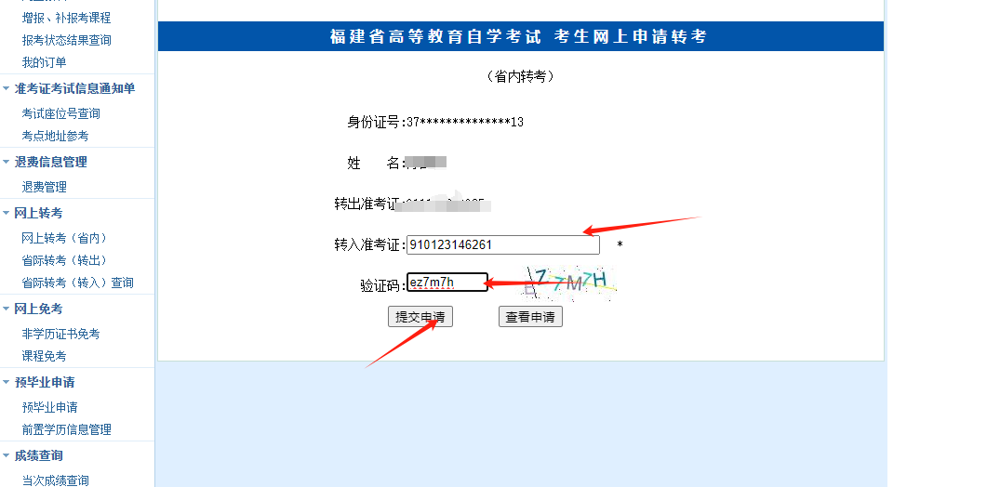 增报、补报考课程
报考状态结果查询
我的订单
准考证考试信息通知单
考试座位号查询
考点地址参考
退费信息管理
退费管理
网上转考
网上转考（省内）
省际转考（转出）
省际转考（转入）查询
网上免考
非学历证书免考
课程免考
预毕业申请
预毕业申请
前置学历信息管理
成绩查询
当次成绩查询
福建省高等教育自学考试 考生网上申请转考
（省内转考）
身份证号:37**************13
姓 名:
转出准考证:
转入准考证:910123146261 *
验证码:ez7m7h EZ7M7H
提交申请 查看申请